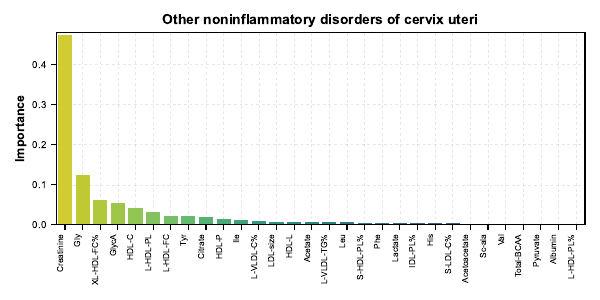 Other noninflammatory disorders of cervix uteri
Importance
0.4
0.3
0.2
0.1
0.0
Creatinine
Gly
XL-HDL-FC%
GlycA
HDL-C
L-HDL-PL
L-HDL-FC
Tyr
Citrate
HDL-P
Ile
L-VLDL-C%
LDL-size
HDL-L
Acetate
L-VLDL-TG%
Leu
S-HDL-PL%
Phe
Lactate
IDL-PL%
His
S-LDL-C%
Acetoacetate
Sc-ala
Val
Total-BCAA
Pyruvate
Albumin
L-HDL-PL%